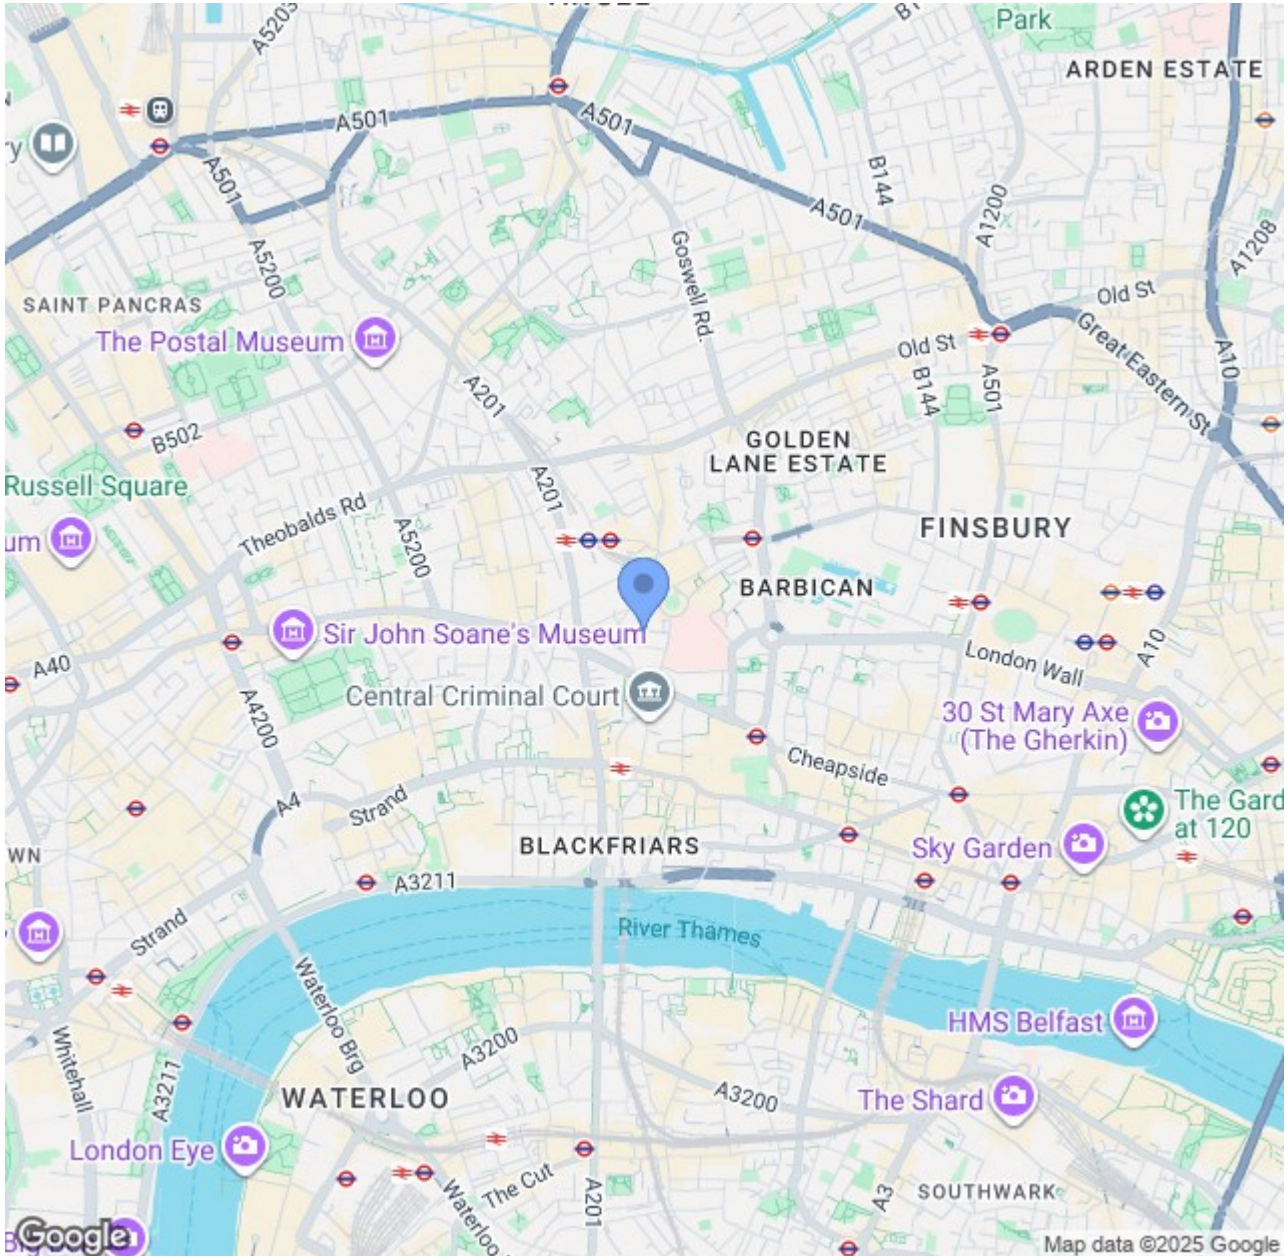 Park
ARDEN ESTATE
A5203
A501
A501
A501
A501
B144
A1200
A1208
A5200
Goswell Rd.
SAINT PANCRAS
Old St
The Postal Museum
Old St
Great Eastern St
A10
A201
B144
A501
B502
GOLDEN
LANE ESTATE
Russell Square
A201
Theobalds Rd
A5200
FINSBURY
um
BARBICAN
Sir John Soane's Museum
A40
London Wall
A10
Central Criminal Court
A4200
30 St Mary Axe
(The Gherkin)
Cheapside
A4
Strand
The Gard
at 120
BLACKFRIARS
Sky Garden
WN
A3211
Strand
River Thames
Waterloo Brg
HMS Belfast
Whitehall
A3211
A3200
WATERLOO
A3200
The Shard
London Eye
The Cut
A201
Waterloo
A3
SOUTHWARK
Google
Map data ©2025 Google